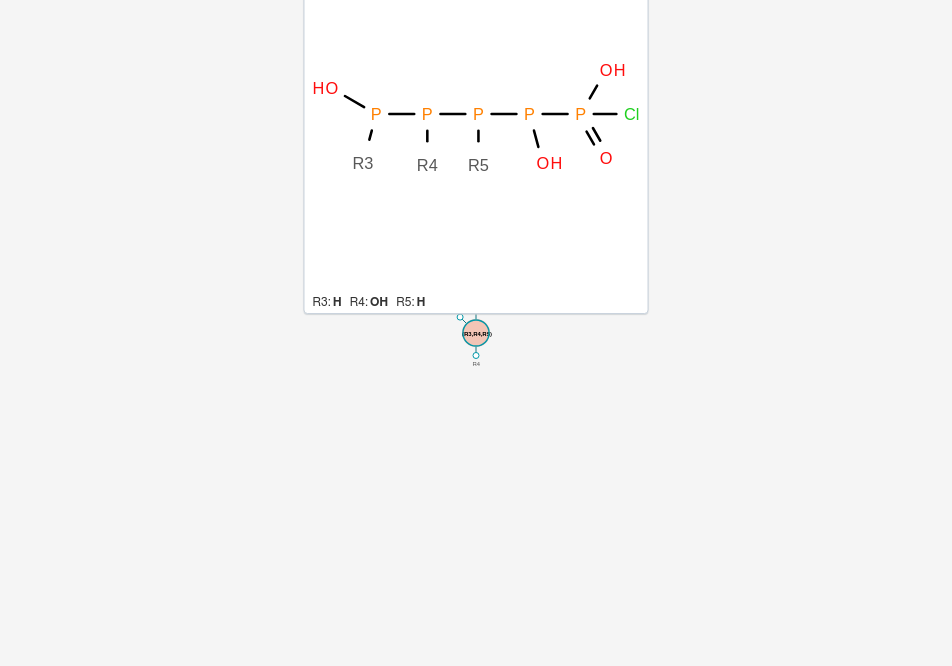 OH
HO
P P P P P Cl
O
R3 R4 R5 OH
R3: H R4: OH R5: H
R3,R4,R5)
R4